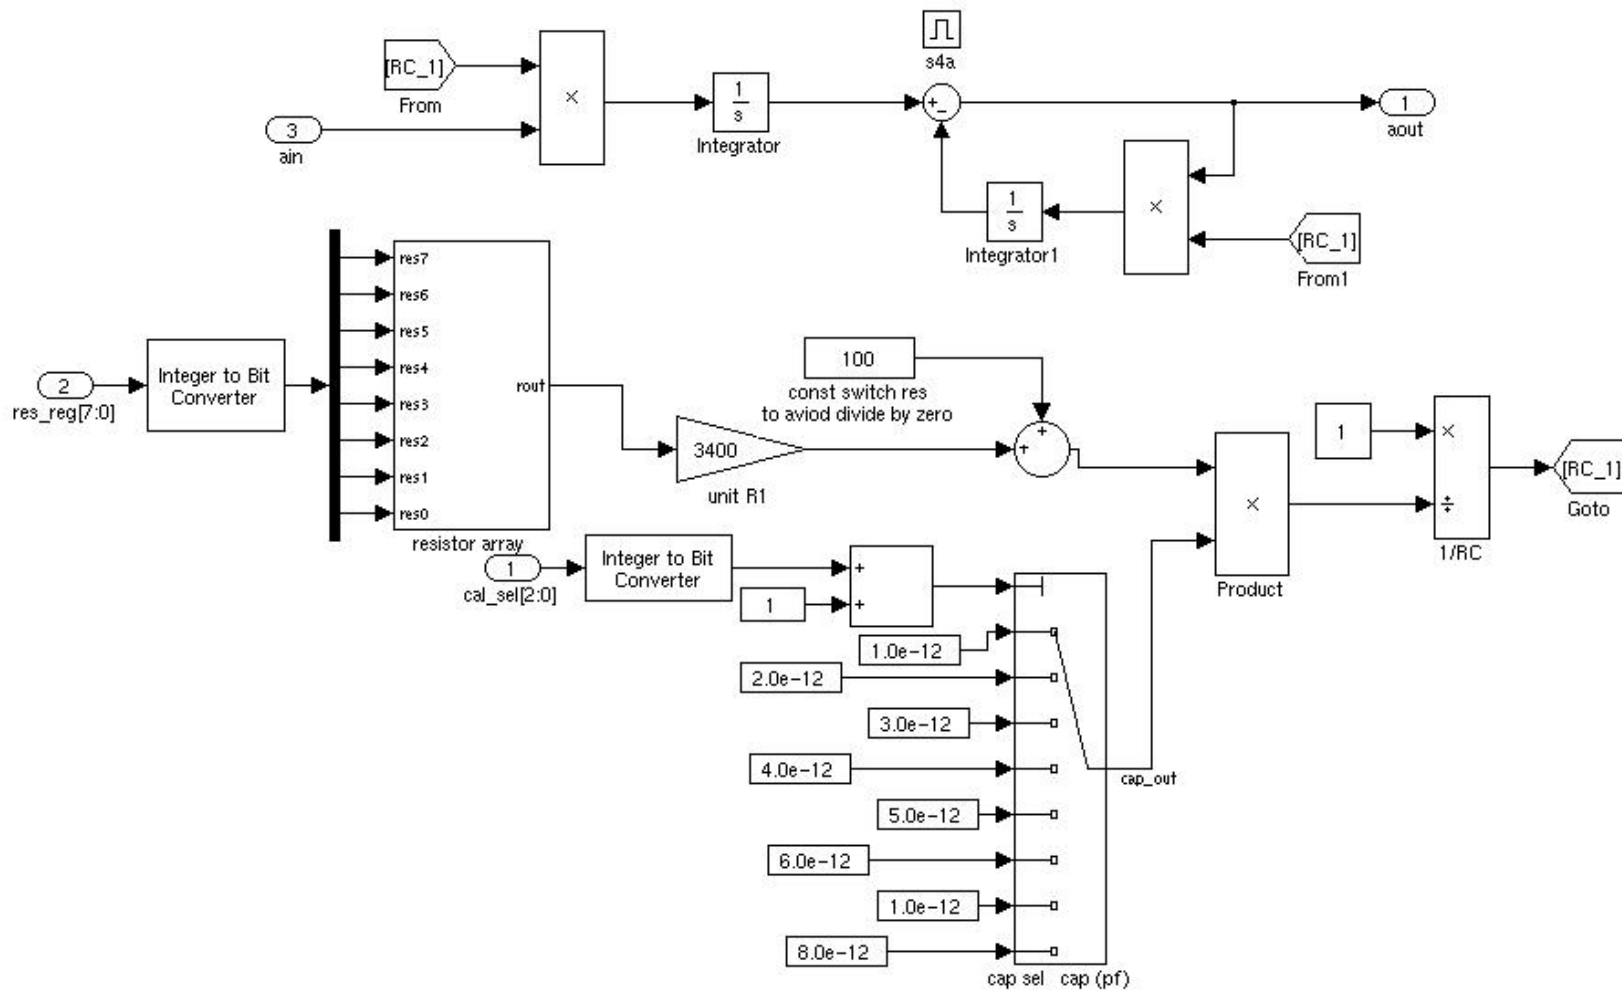 s4a
[RC_1]
From
×
1
s
Integrator
+
−
1
aout
3
ain
1
s
Integrator1
×
[RC_1]
From1
res7
res6
res5
res4
res3
res2
res1
res0
rout
resistor array
2
res_reg[7:0]
Integer to Bit
Converter
100
const switch res
to aviod divide by zero
3400
unit R1
+
+
×
Product
1
×
÷
1/RC
[RC_1]
Goto
1
cal_sel[2:0]
Integer to Bit
Converter
1
+
+
1.0e−12
2.0e−12
3.0e−12
4.0e−12
5.0e−12
6.0e−12
1.0e−12
8.0e−12
cap_out
cap sel cap (pf)